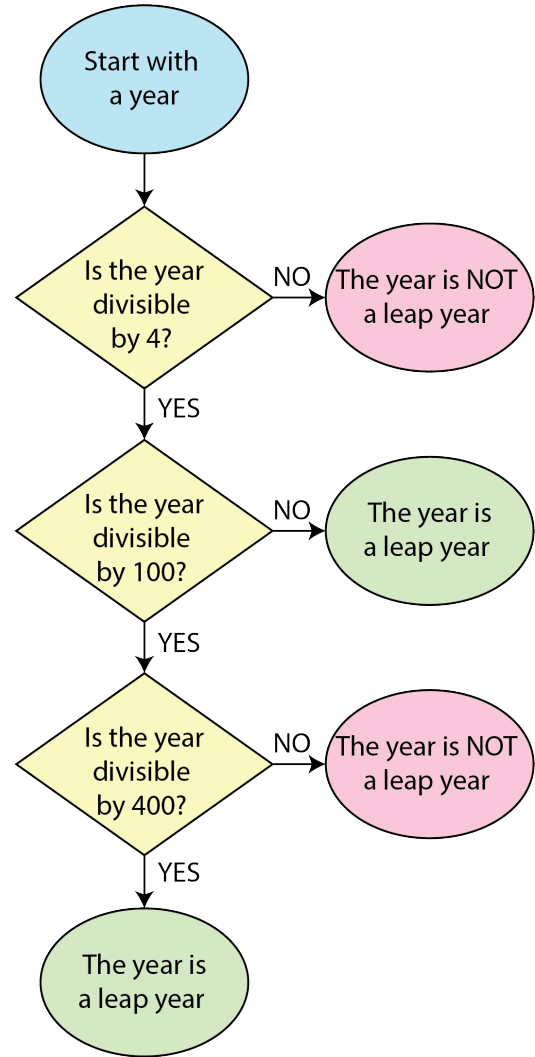 Start with
a year
Is the year
divisible
by 4?
NO
The year is NOT
a leap year
YES
Is the year
divisible
by 100?
NO
The year is
a leap year
YES
Is the year
divisible
by 400?
NO
The year is NOT
a leap year
YES
The year is
a leap year